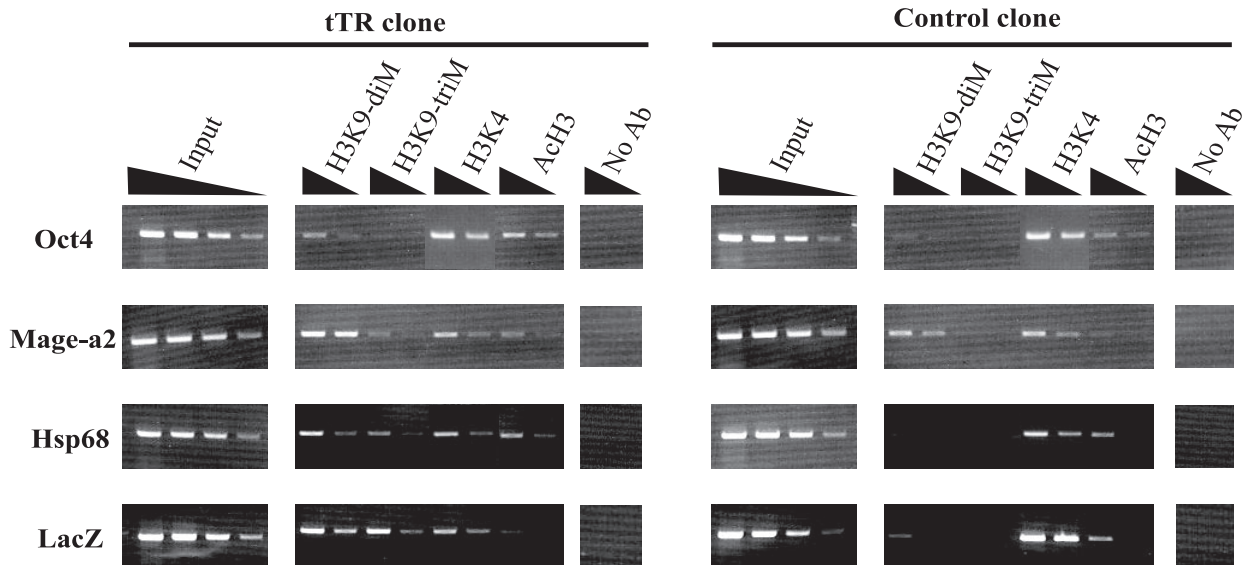 tTR clone
Control clone
Input
H3K9-diM
H3K9-triM
H3K4
AcH3
No Ab
Input
H3K9-diM
H3K9-triM
H3K4
AcH3
No Ab
Oct4
Mage-a2
Hsp68
LacZ